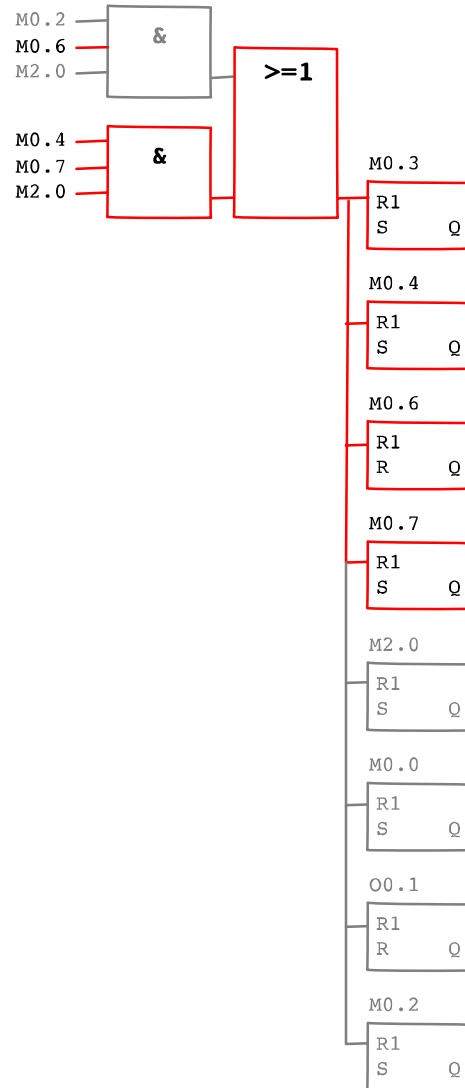 M0.2
M0.6
M2.0
&
>=1
M0.4
M0.7
M2.0
&
M0.3
R1
S Q
M0.4
R1
S Q
M0.6
R1
R Q
M0.7
R1
S Q
M2.0
R1
S Q
M0.0
R1
S Q
O0.1
R1
R Q
M0.2
R1
S Q